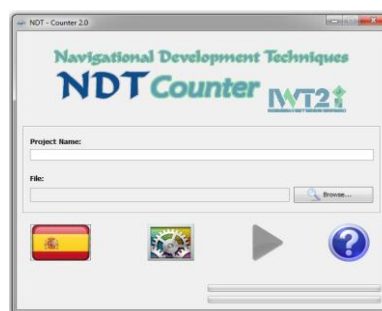 NDT - Counter 2.0
Navigational Development Techniques
NDT Counter
IWT2
Project Name:
File:
Browse...
?